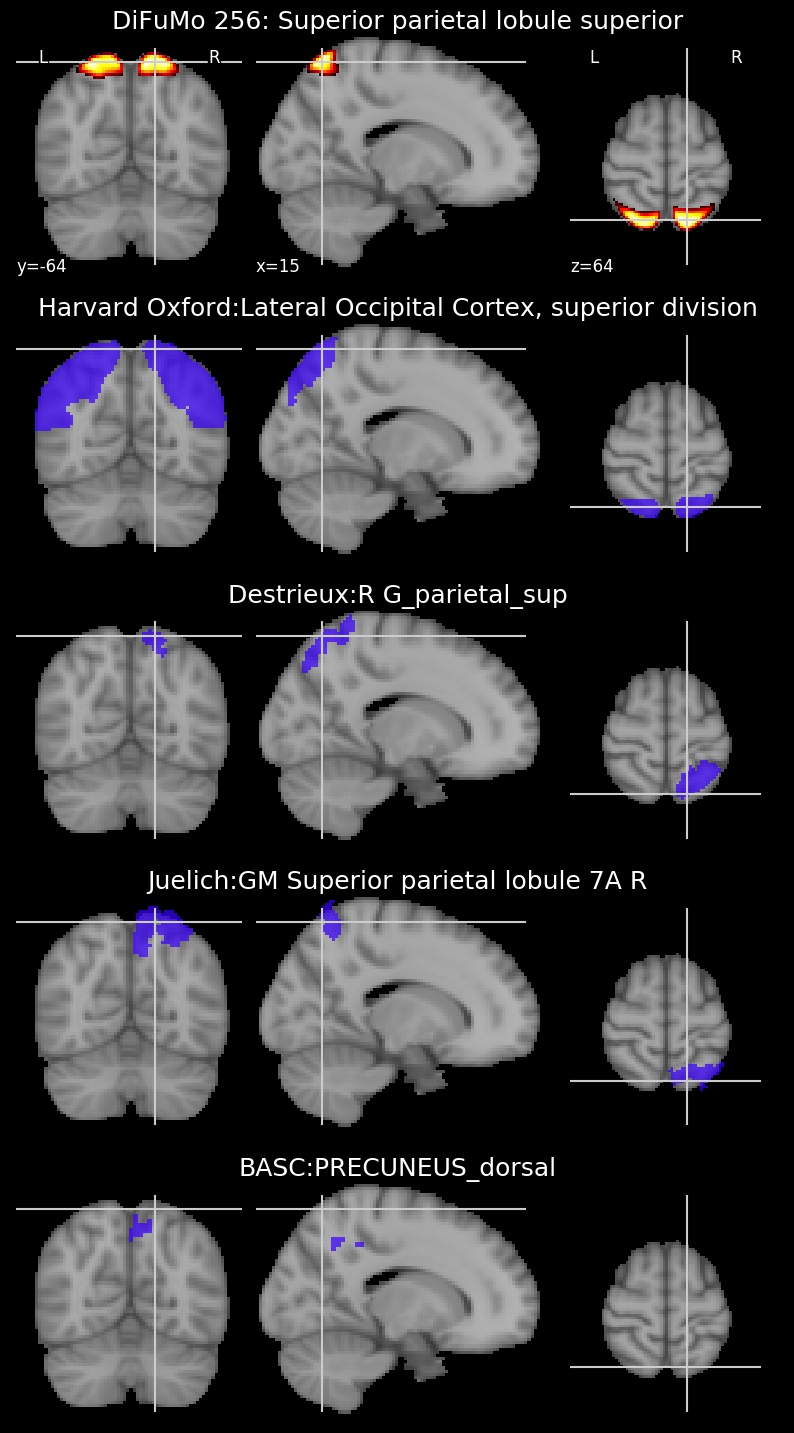 DiFuMo 256: Superior parietal lobule superior
L R L R
y=-64 x=15 z=64
Harvard Oxford:Lateral Occipital Cortex, superior division
Destrieux:R G_parietal_sup
Juelich:GM Superior parietal lobule 7A R
BASC:PRECUNEUS_dorsal